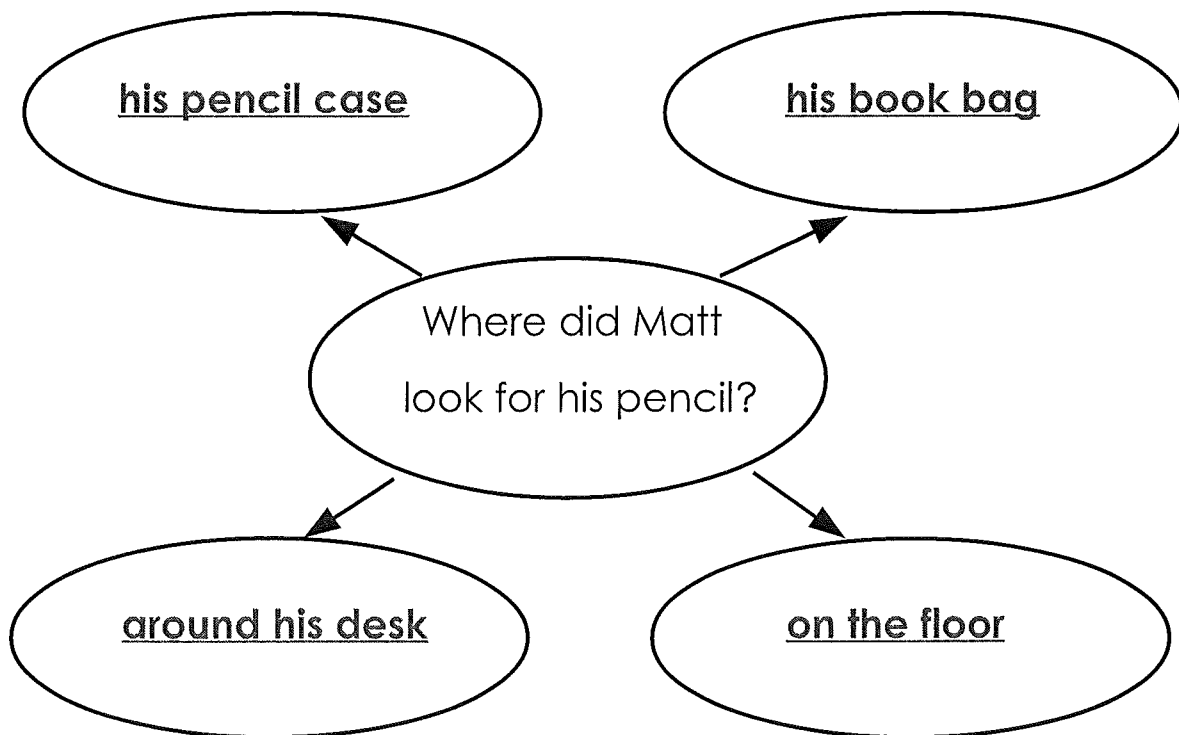 his pencil case
his book bag
Where did Matt
look for his pencil?
around his desk
on the floor